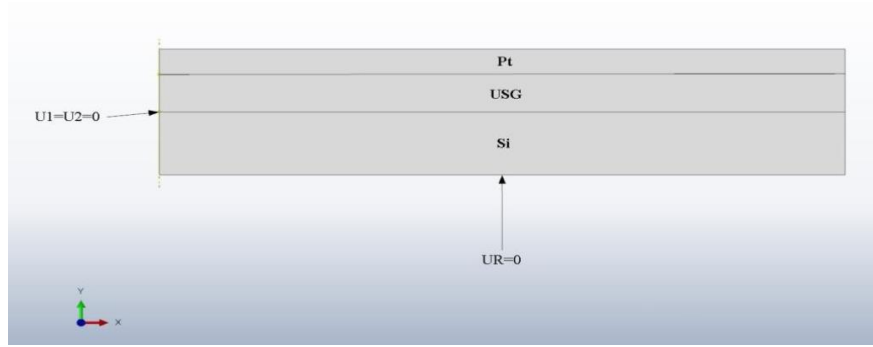 Pt
USG
U1=U2=0
Si
UR=0
Y
X